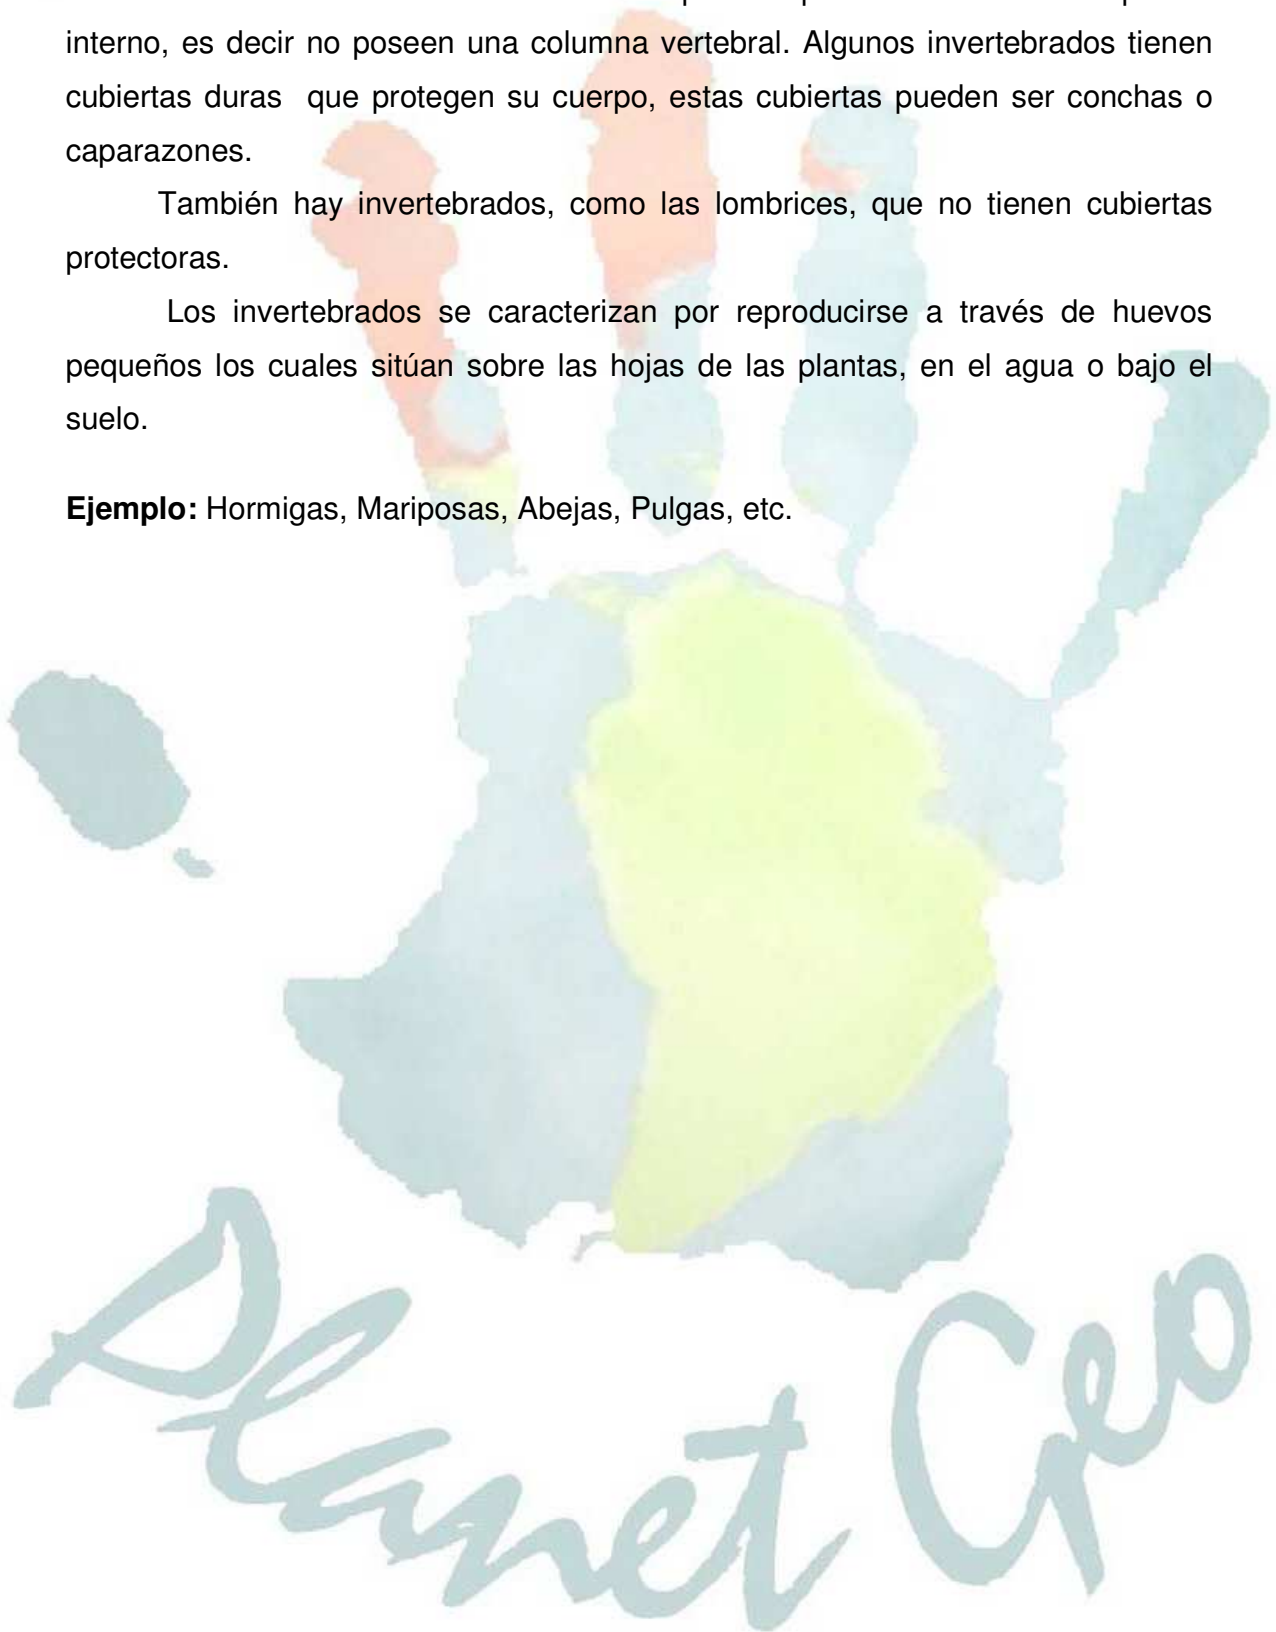 interno, es decir no poseen una columna vertebral. Algunos invertebrados tienen
cubiertas duras que protegen su cuerpo, estas cubiertas pueden ser conchas o
caparazones.
También hay invertebrados, como las lombrices, que no tienen cubiertas
protectoras.
Los invertebrados se caracterizan por reproducirse a través de huevos
pequeños los cuales sitúan sobre las hojas de las plantas, en el agua o bajo el
suelo.
Ejemplo: Hormigas, Mariposas, Abejas, Pulgas, etc.
Planet Geo